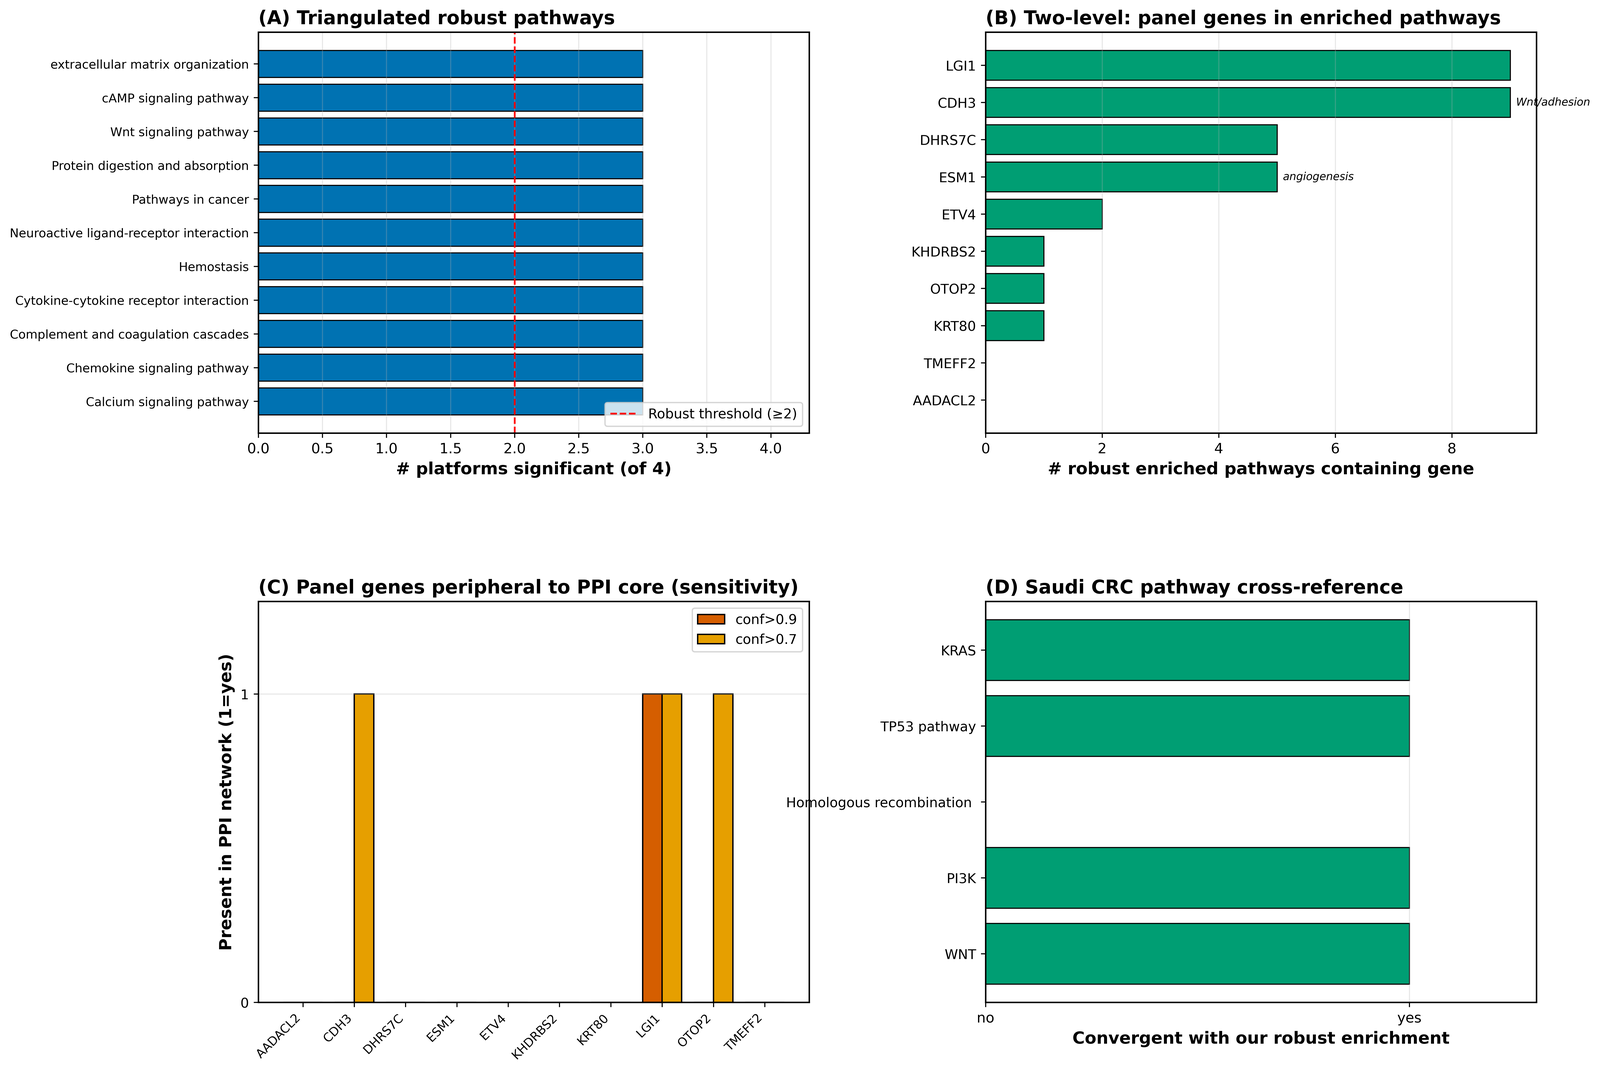 (A) Triangulated robust pathways
extracellular matrix organization
cAMP signaling pathway
Wnt signaling pathway
Protein digestion and absorption
Pathways in cancer
Neuroactive ligand-receptor interaction
Hemostasis
Cytokine-cytokine receptor interaction
Complement and coagulation cascades
Chemokine signaling pathway
Calcium signaling pathway
Robust threshold (≥2)
0.0 0.5 1.0 1.5 2.0 2.5 3.0 3.5 4.0
# platforms significant (of 4)
(B) Two-level: panel genes in enriched pathways
LGI1
CDH3
Wnt/adhesion
DHRS7C
ESM1
angiogenesis
ETV4
KHDRBS2
OTOP2
KRT80
TMEFF2
AADACL2
0 2 4 6 8
# robust enriched pathways containing gene
(C) Panel genes peripheral to PPI core (sensitivity)
conf>0.9
conf>0.7
Present in PPI network (1=yes)
1
0
AADACL2
CDH3
DHRS7C
ESM1
ETV4
KHDRBS2
KRT80
LGI1
OTOP2
TMEFF2
(D) Saudi CRC pathway cross-reference
KRAS
TP53 pathway
Homologous recombination
PI3K
WNT
no yes
Convergent with our robust enrichment